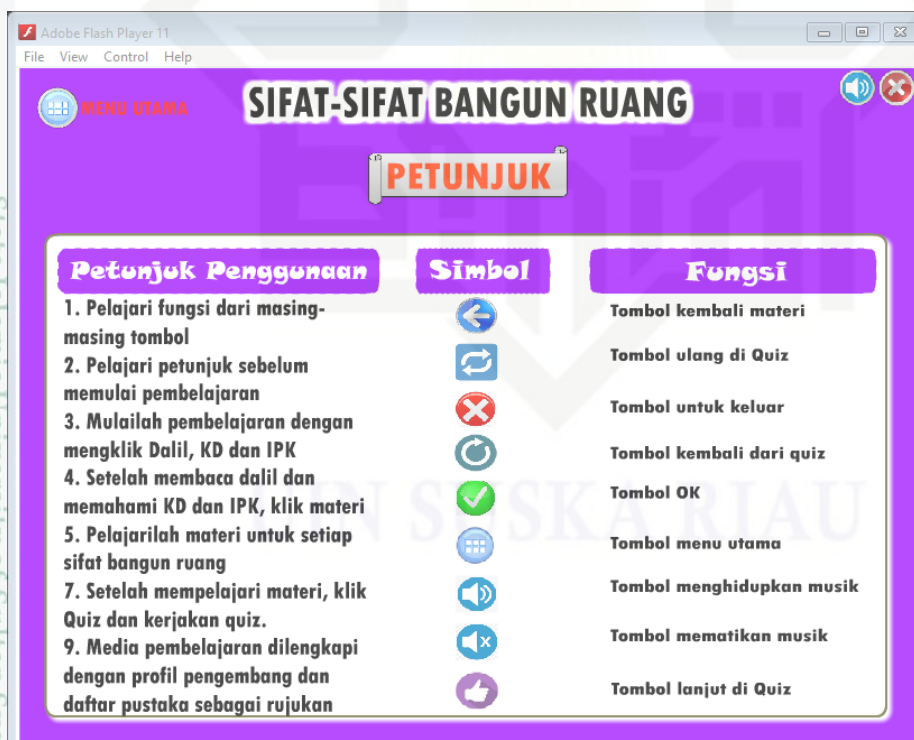 Adobe Flash Player 11
File View Control Help
MENU UTAMA
SIFAT-SIFAT BANGUN RUANG
PETUNJUK
Petunjuk Penggunaan
1. Pelajari fungsi dari masing-
masing tombol
2. Pelajari petunjuk sebelum
memulai pembelajaran
3. Mulailah pembelajaran dengan
mengklik Dalil, KD dan IPK
4. Setelah membaca dalil dan
memahami KD dan IPK, klik materi
5. Pelajarilah materi untuk setiap
sifat bangun ruang
7. Setelah mempelajari materi, klik
Quiz dan kerjakan quiz.
9. Media pembelajaran dilengkapi
dengan profil pengembang dan
daftar pustaka sebagai rujukan
Simbol
Fungsi
Tombol kembali materi
Tombol ulang di Quiz
Tombol untuk keluar
Tombol kembali dari quiz
Tombol OK
Tombol menu utama
Tombol menghidupkan musik
Tombol mematikan musik
Tombol lanjut di Quiz
UIN SUSKA RIAU